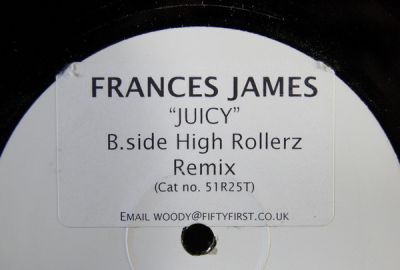 FRANCES JAMES
“JUICY”
B.side High Rollerz
Remix
(Cat no. 51R25T)
EMAIL WOODY@FIFTYFIRST.CO.UK